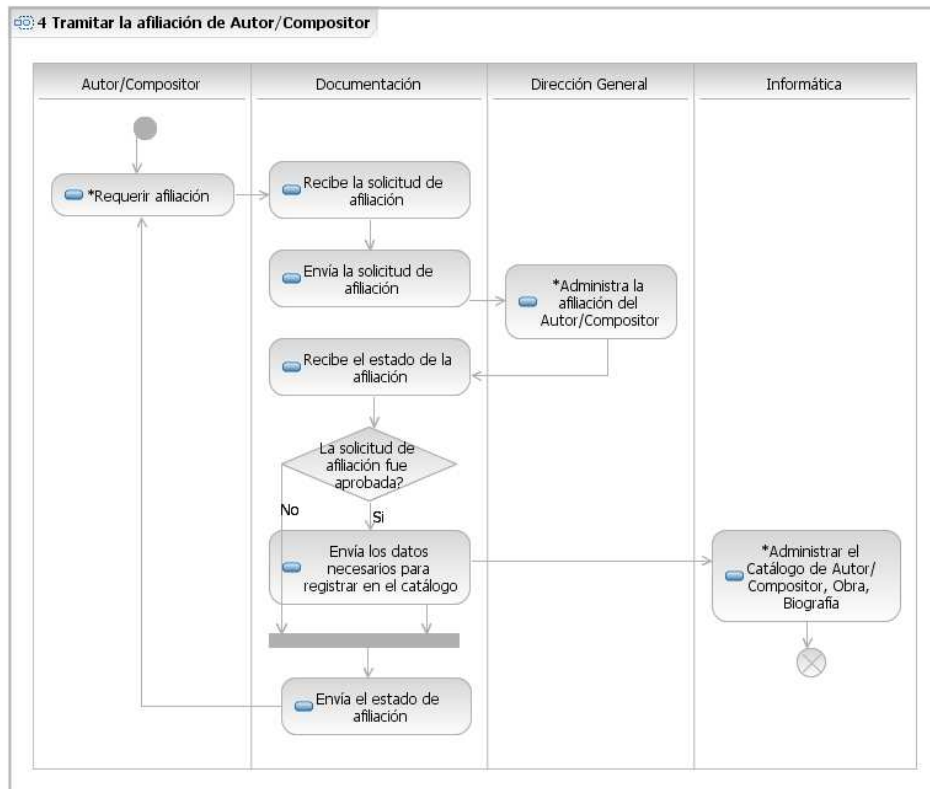 4 Tramitar la afiliación de Autor/Compositor
Autor/Compositor
Documentación
Dirección General
Informática
*Requerir afiliación
Recibe la solicitud de
afiliación
Envía la solicitud de
afiliación
*Administra la
afiliación del
Autor/Compositor
Recibe el estado de la
afiliación
La solicitud de
afiliación fue
aprobada?
No
Si
Envía los datos
necesarios para
registrar en el catálogo
*Administrar el
Catálogo de Autor/
Compositor, Obra,
Biografía
Envía el estado de
afiliación